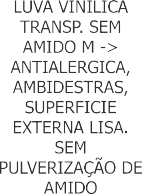 LUVA VINILICA
TRANSP. SEM
AMIDO M ->
ANTIALERGICA,
AMBIDESTRAS,
SUPERFICIE
EXTERNA LISA.
SEM
PULVERIZAÇÃO DE
AMIDO